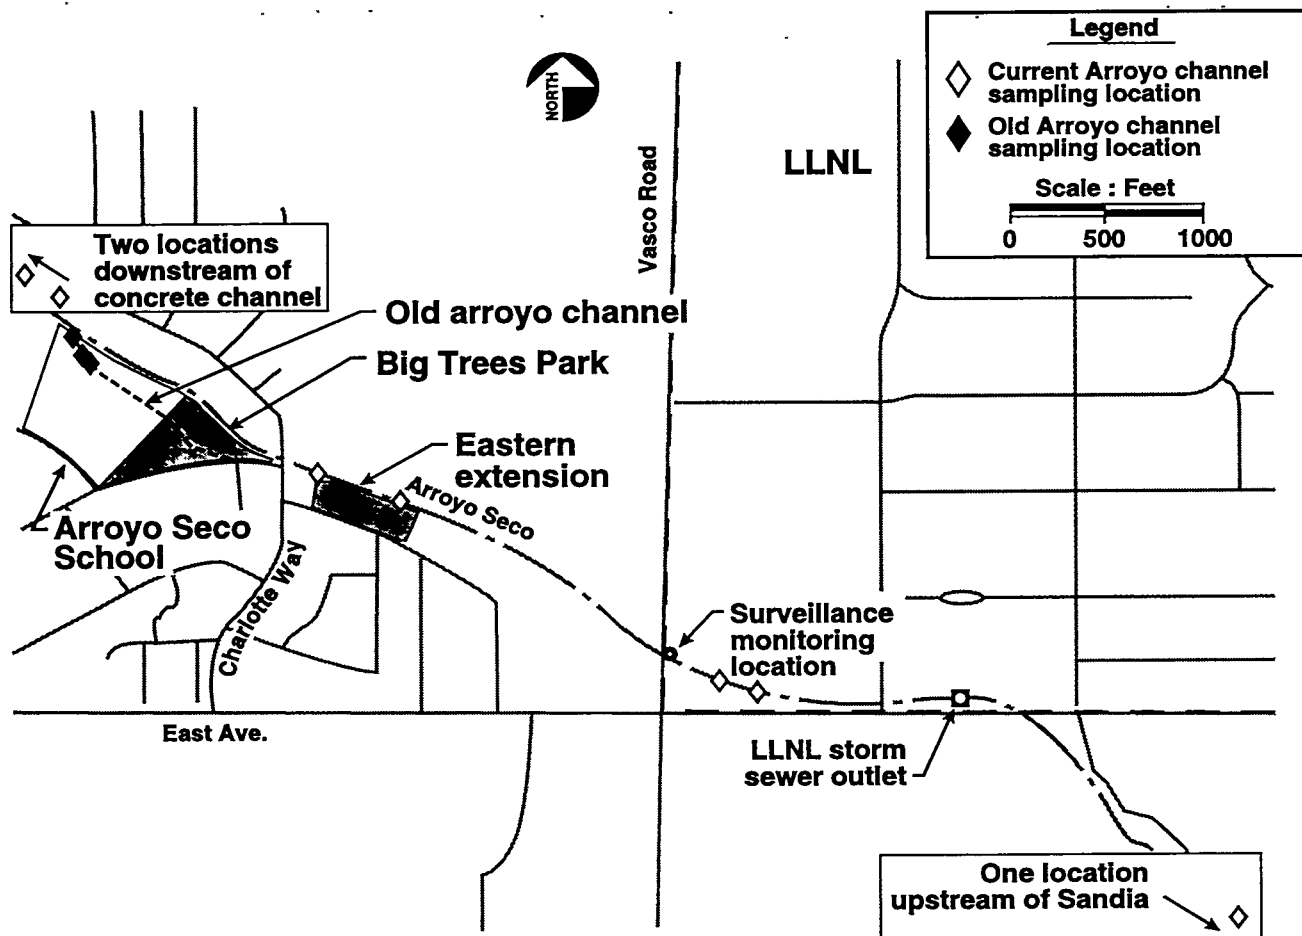 Legend
Current Arroyo channel
sampling location
Old Arroyo channel
sampling location
Scale : Feet
0 500 1000
NORTH
LLNL
Vasco Road
Two locations
downstream of
concrete channel
Old arroyo channel
Big Trees Park
Eastern
extension
Arroyo Seco
Arroyo Seco
School
Charlotte Way
Surveillance
monitoring
location
East Ave.
LLNL storm
sewer outlet
One location
upstream of Sandia